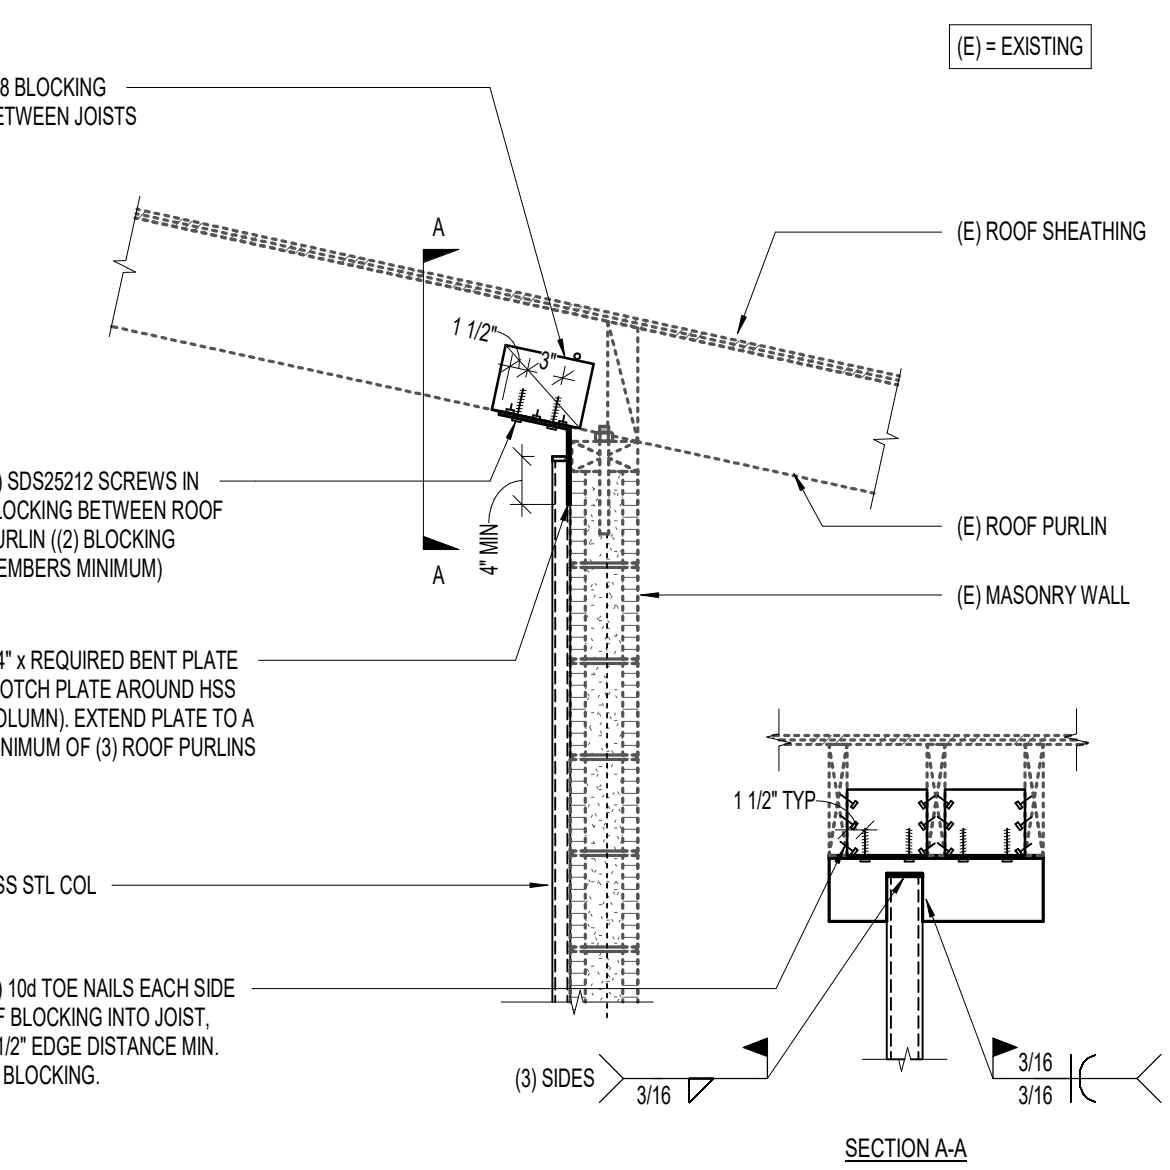 (E) = EXISTING
8 BLOCKING
ETWEEN JOISTS
A
(E) ROOF SHEATHING
1 1/2"
3"
) SDS25212 SCREWS IN
LOCKING BETWEEN ROOF
URLIN ((2) BLOCKING
EMBERS MINIMUM)
4" MIN
A
(E) ROOF PURLIN
(E) MASONRY WALL
4" x REQUIRED BENT PLATE
OTCH PLATE AROUND HSS
OLUMN). EXTEND PLATE TO A
NIMUM OF (3) ROOF PURLINS
1 1/2" TYP
SS STL COL
) 10d TOE NAILS EACH SIDE
F BLOCKING INTO JOIST,
1/2" EDGE DISTANCE MIN.
BLOCKING.
(3) SIDES
3/16
3/16
3/16
SECTION A-A